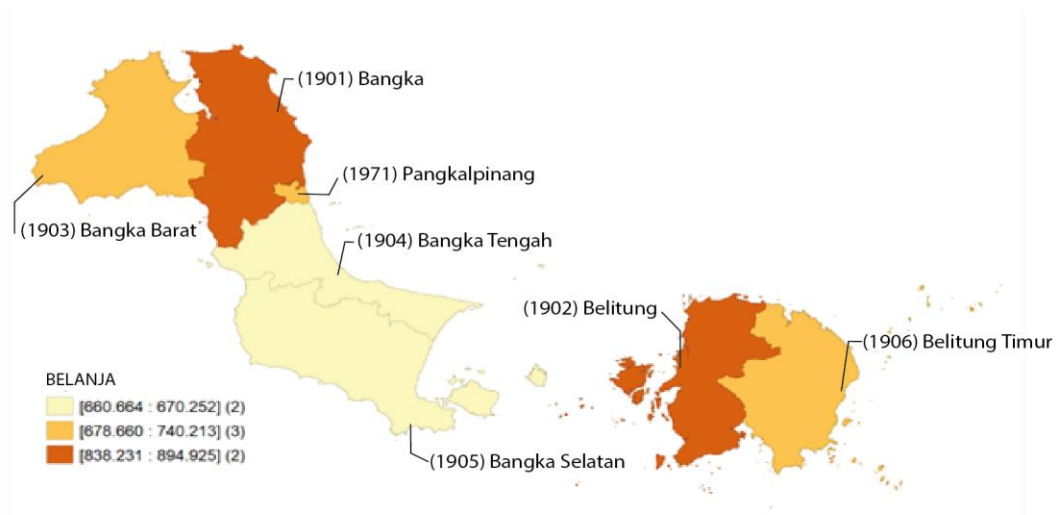 (1901) Bangka
(1971) Pangkalpinang
(1903) Bangka Barat
(1904) Bangka Tengah
(1902) Belitung
(1906) Belitung Timur
BELANJA
[660.664 : 670.252] (2)
[678.660 : 740.213] (3)
[838.231 : 894.925] (2)
(1905) Bangka Selatan